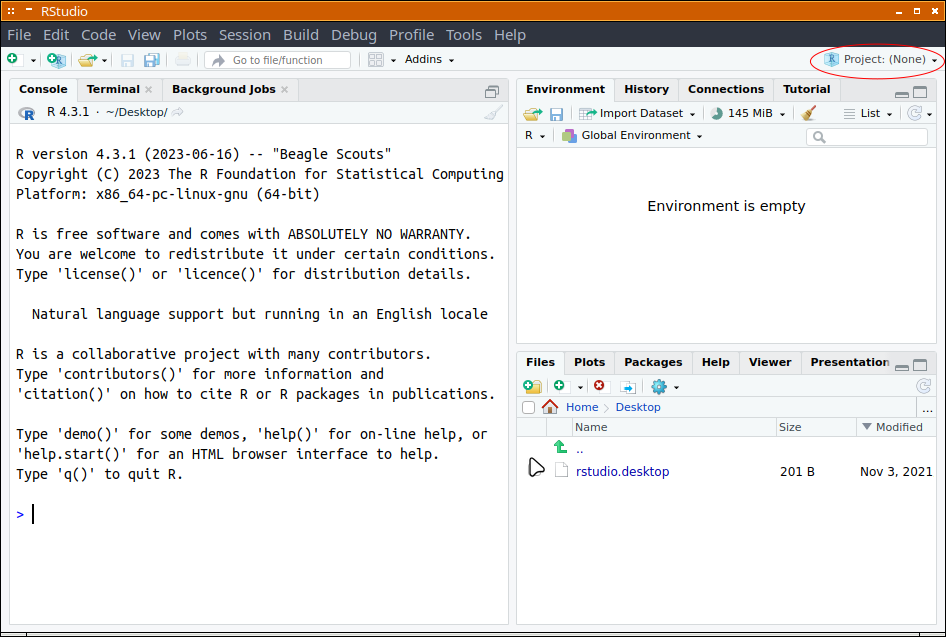 RStudio
File Edit Code View Plots Session Build Debug Profile Tools Help
Go to file/function Addins Project: (None)
Console Terminal Background Jobs
R 4.3.1 · ~/Desktop/
R version 4.3.1 (2023-06-16) -- "Beagle Scouts"
Copyright (C) 2023 The R Foundation for Statistical Computing
Platform: x86_64-pc-linux-gnu (64-bit)
R is free software and comes with ABSOLUTELY NO WARRANTY.
You are welcome to redistribute it under certain conditions.
Type 'license()' or 'licence()' for distribution details.
Natural language support but running in an English locale
R is a collaborative project with many contributors.
Type 'contributors()' for more information and
'citation()' on how to cite R or R packages in publications.
Type 'demo()' for some demos, 'help()' for on-line help, or
'help.start()' for an HTML browser interface to help.
Type 'q()' to quit R.
>
Environment History Connections Tutorial
Import Dataset 145 MiB List
R Global Environment
Environment is empty
Files Plots Packages Help Viewer Presentation
Home Desktop ...
Name Size Modified
..
rstudio.desktop 201 B Nov 3, 2021